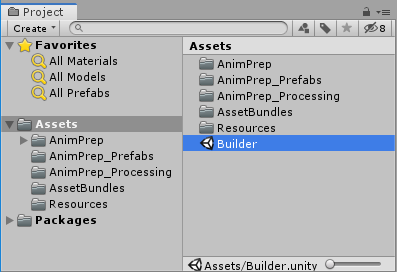 Project
Create
8
Favorites
All Materials
All Models
All Prefabs
Assets
AnimPrep
AnimPrep_Prefabs
AnimPrep_Processing
AssetBundles
Resources
Packages
Assets
AnimPrep
AnimPrep_Prefabs
AnimPrep_Processing
AssetBundles
Resources
Builder
Assets/Builder.unity